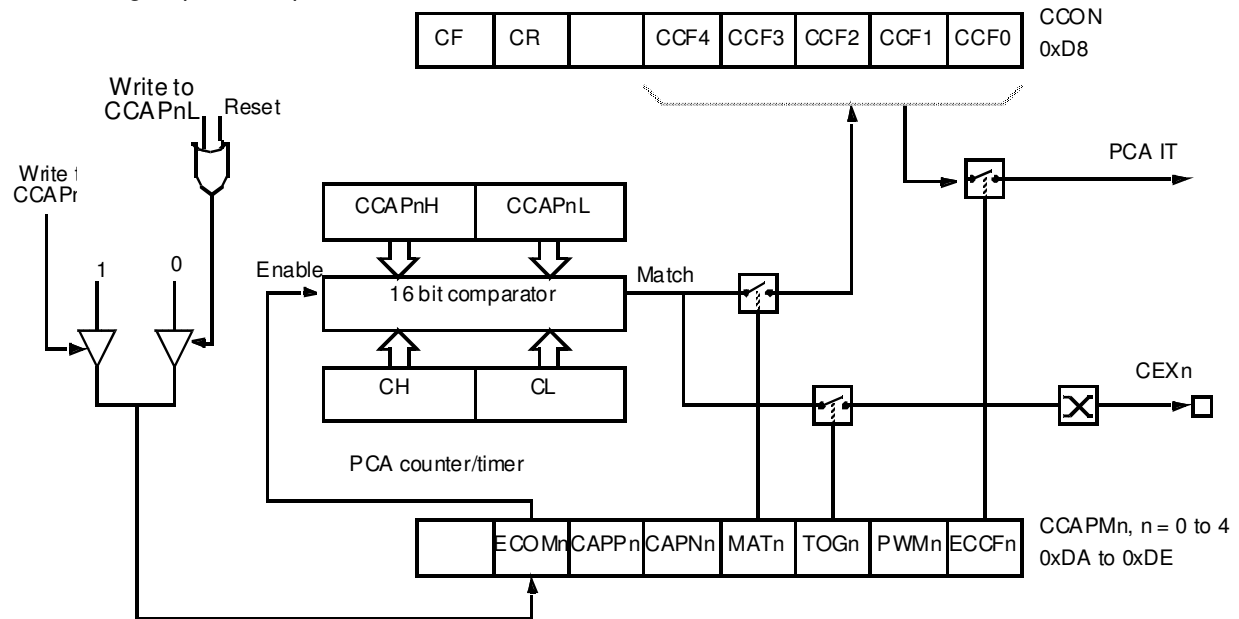 CF CR CCF4 CCF3 CCF2 CCF1 CCF0
CCON
0xD8
Write to
CCAPnL
Reset
Write
PCA IT
CCAPnH CCAPnL
Enable
16 bit comparator
Match
1
0
CH CL
CEXn
PCA counter/timer
ECOMn CAPPn CAPNn MATn TOGn PWMn ECCFn
CCAPMn, n = 0 to 4
0xDA to 0xDE